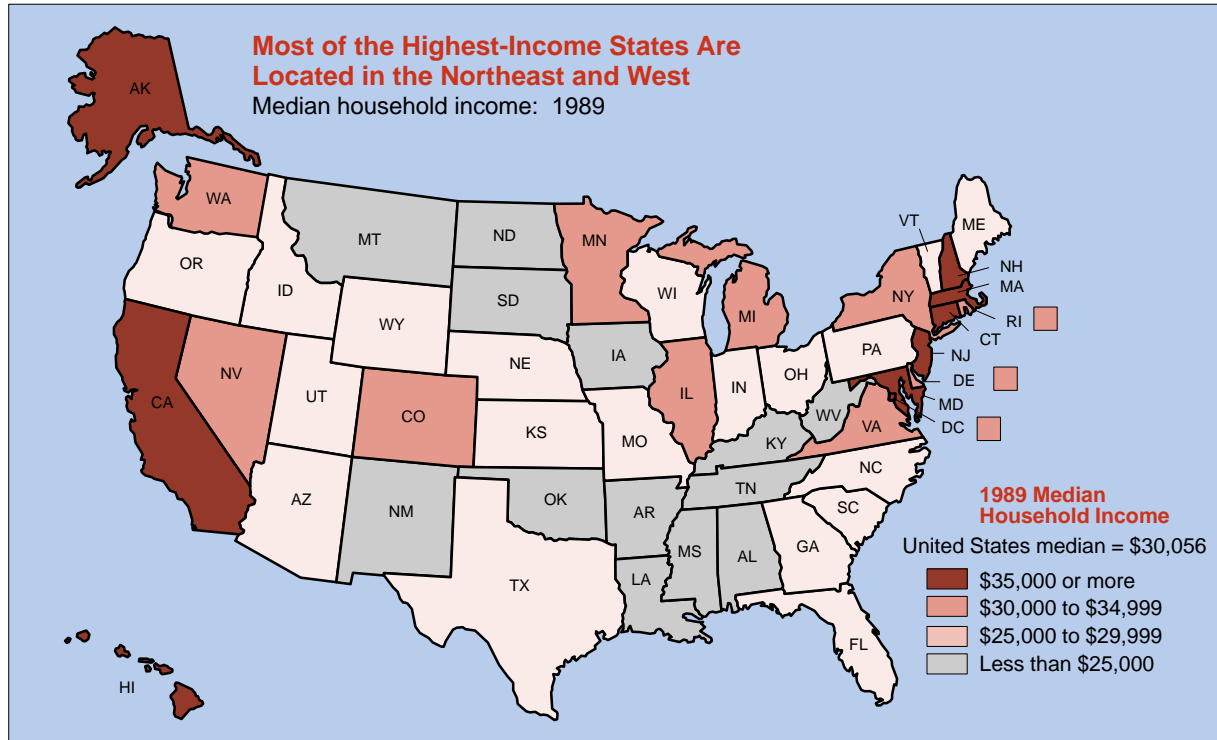 Most of the Highest-Income States Are
Located in the Northeast and West
Median household income: 1989
AK
WA
MT
ND
MN
VT
ME
OR
ID
SD
WI
MI
NY
NH
MA
RI
CT
WY
IA
NE
PA
NJ
NV
UT
CO
IL
IN
OH
DE
MD
DC
CA
KS
MO
WV
VA
KY
AZ
NM
OK
AR
TN
NC
SC
MS
AL
GA
TX
LA
FL
HI
1989 Median
Household Income
United States median = $30,056
$35,000 or more
$30,000 to $34,999
$25,000 to $29,999
Less than $25,000